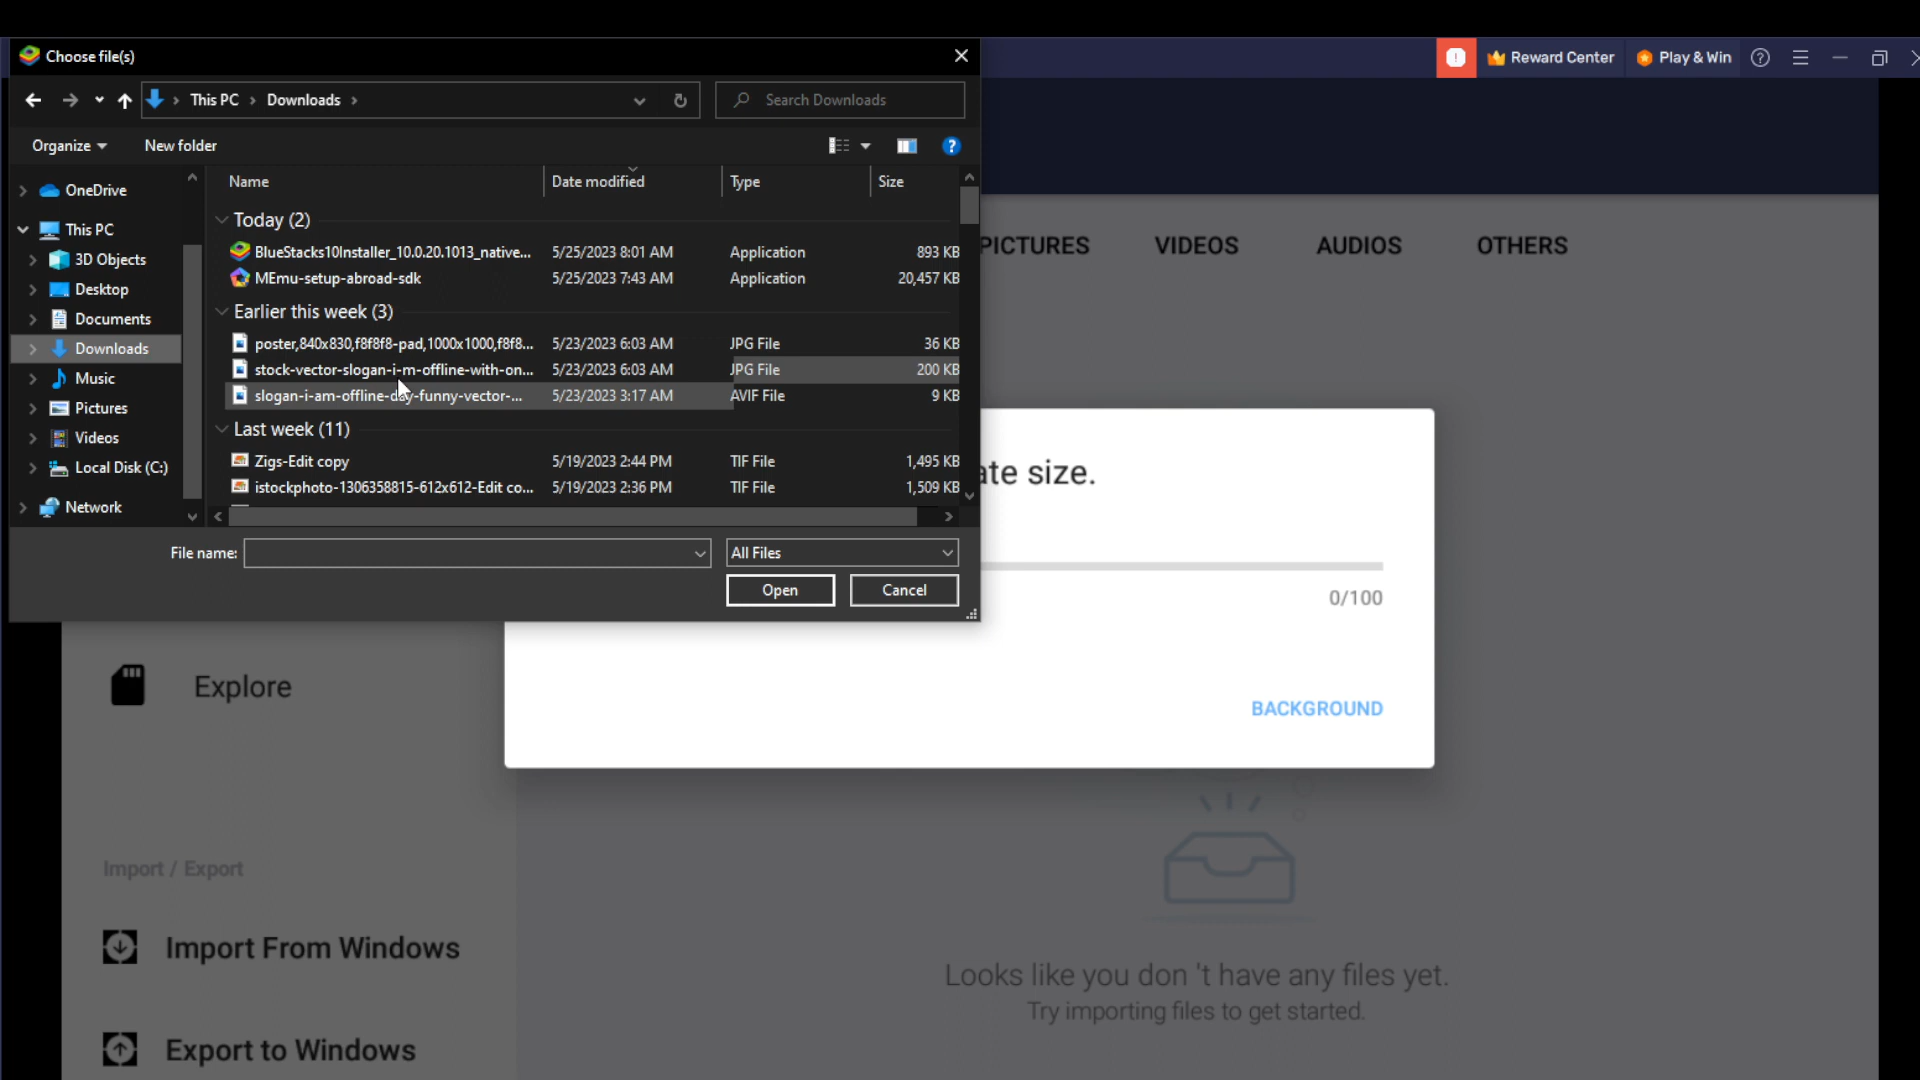 Choose file(s)
Reward Center
Play & Win
This PC > Downloads >
Search Downloads
Organize
New folder
Name
Date modified
Type
Size
OneDrive
This PC
3D Objects
Desktop
Documents
Downloads
Music
Pictures
Videos
Local Disk (C:)
Network
Today (2)
BlueStacks10Installer_10.0.20.1013_native... 5/25/2023 8:01 AM Application 893 KB
MEmu-setup-abroad-sdk 5/25/2023 7:43 AM Application 20,457 KB
Earlier this week (3)
poster,840x830,f8f8f8-pad,1000x1000,f8f8... 5/23/2023 6:03 AM JPG File 36 KB
stock-vector-slogan-i-m-offline-with-on... 5/23/2023 6:03 AM JPG File 200 KB
slogan-i-am-offline-day-funny-vector-... 5/23/2023 3:17 AM AVIF File 9 KB
Last week (11)
Zigs-Edit copy 5/19/2023 2:44 PM TIF File 1,495 KB
istockphoto-1306358815-612x612-Edit co... 5/19/2023 2:36 PM TIF File 1,509 KB
File name:
All Files
Open
Cancel
PICTURES
VIDEOS
AUDIOS
OTHERS
ate size.
0/100
BACKGROUND
Explore
Import / Export
Import From Windows
Export to Windows
Looks like you don 't have any files yet.
Try importing files to get started.